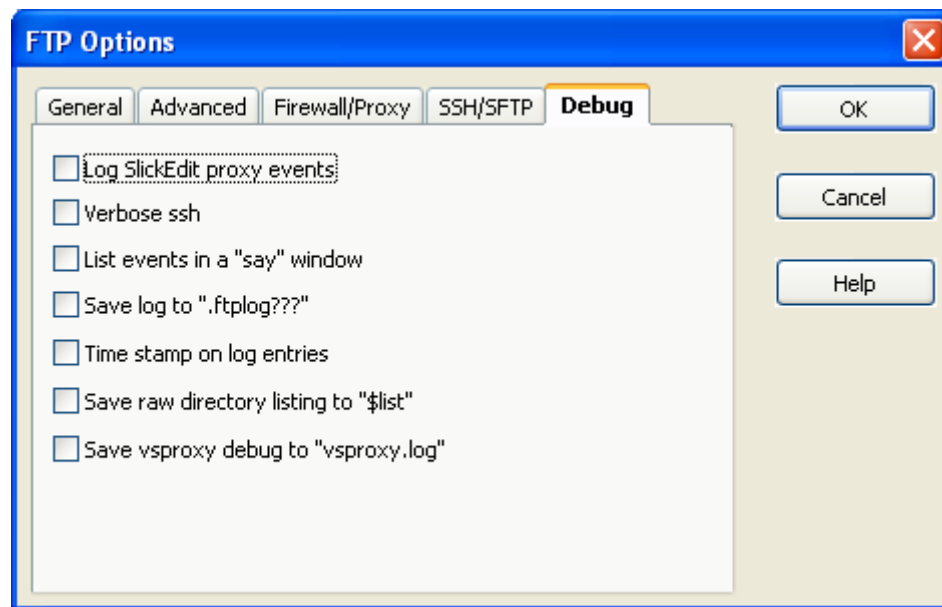 FTP Options
General Advanced Firewall/Proxy SSH/SFTP Debug
OK
Log SlickEdit proxy events
Cancel
Verbose ssh
List events in a "say" window
Help
Save log to ".ftplog???"
Time stamp on log entries
Save raw directory listing to "$list"
Save vsproxy debug to "vsproxy.log"